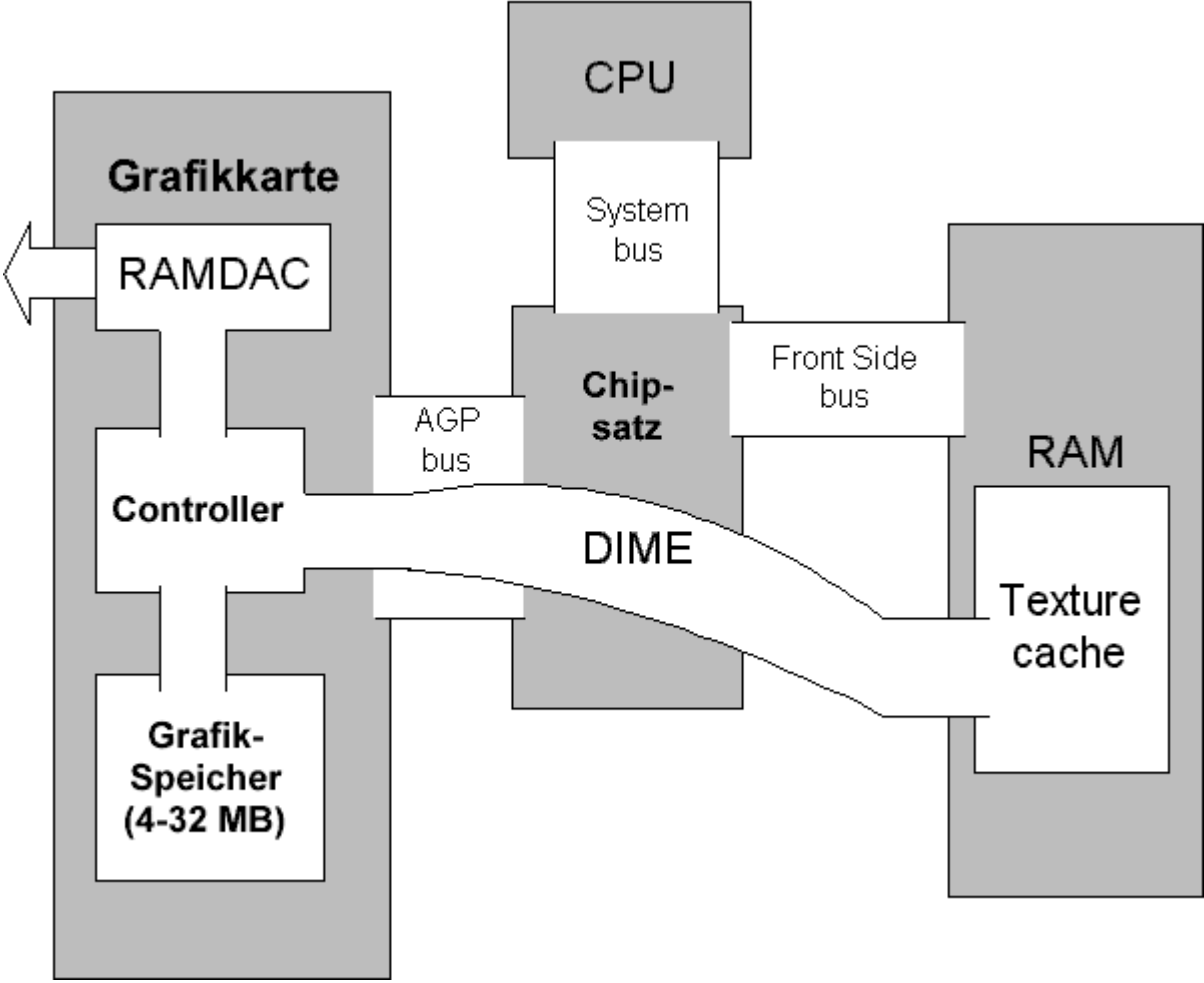 CPU
Grafikkarte
System
bus
RAMDAC
Front Side
bus
Chip-
satz
AGP
bus
RAM
Controller
DIME
Texture
cache
Grafik-
Speicher
(4-32 MB)